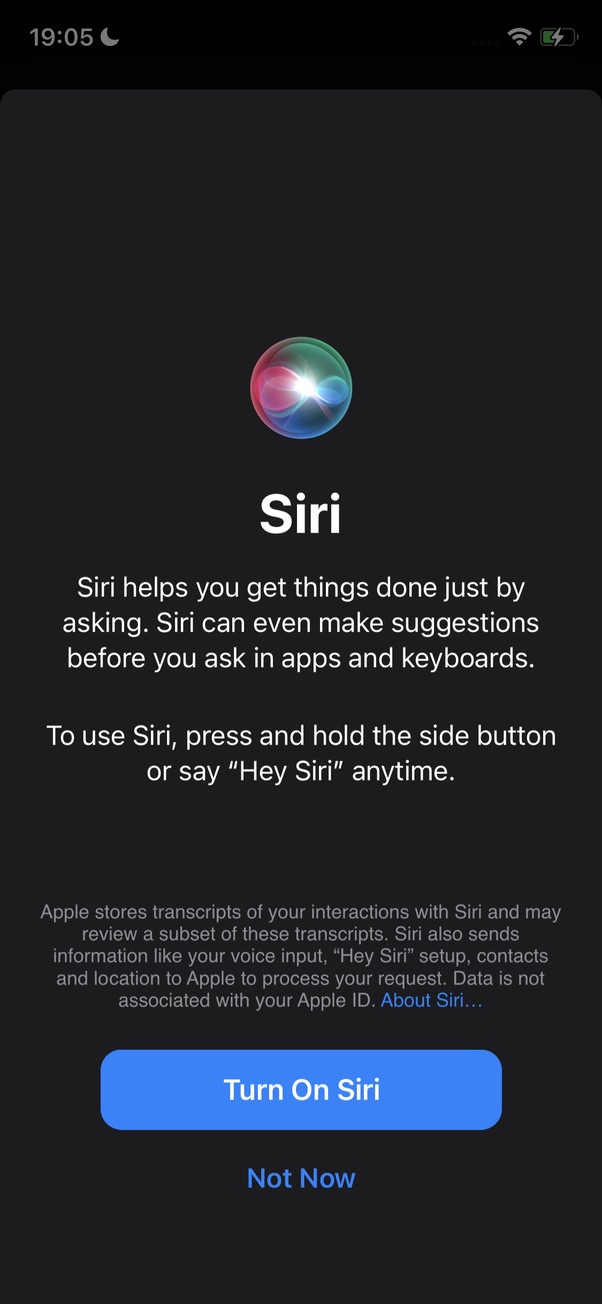 19:05
Siri
Siri helps you get things done just by
asking. Siri can even make suggestions
before you ask in apps and keyboards.
To use Siri, press and hold the side button
or say “Hey Siri” anytime.
Apple stores transcripts of your interactions with Siri and may
review a subset of these transcripts. Siri also sends
information like your voice input, “Hey Siri” setup, contacts
and location to Apple to process your request. Data is not
associated with your Apple ID. About Siri…
Turn On Siri
Not Now